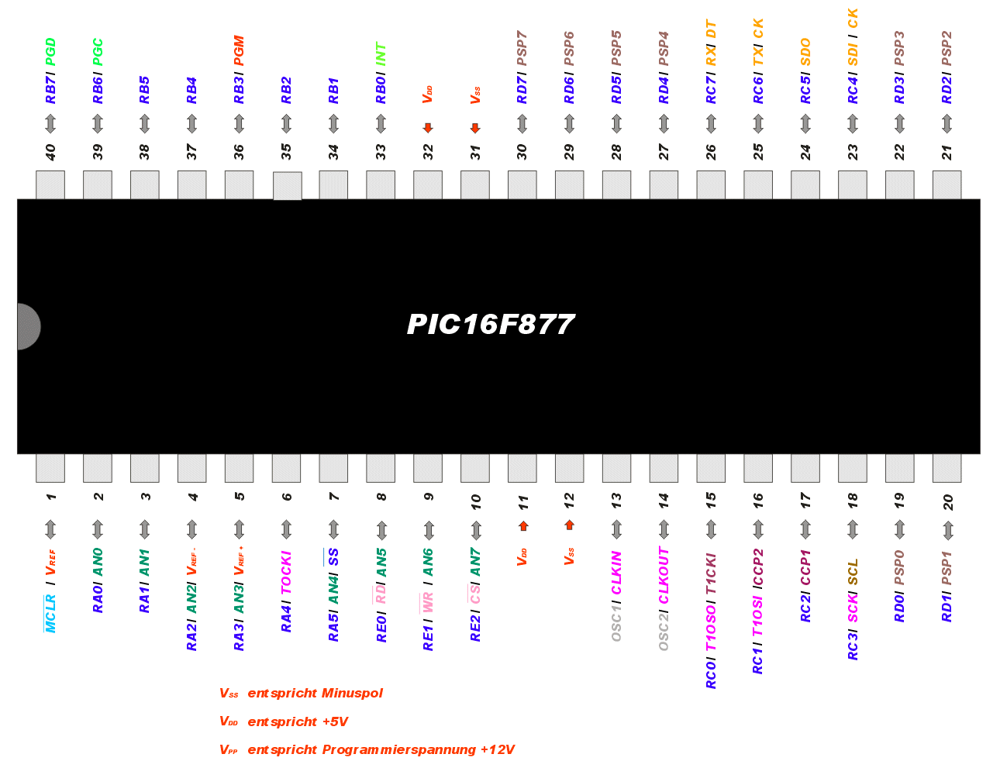 RB7/ PGD
RB6/ PGC
RB5
RB4
RB3/ PGM
RB2
RB1
RB0/ INT
VDD
VSS
RD7/ PSP7
RD6/ PSP6
RD5/ PSP5
RD4/ PSP4
RC7/ RX/ DT
RC6/ TX/ CK
RC5/ SDO
RC4/ SDI / CK
RD3/ PSP3
RD2/ PSP2
40 39 38 37 36 35 34 33 32 31 30 29 28 27 26 25 24 23 22 21
PIC16F877
1 2 3 4 5 6 7 8 9 10 11 12 13 14 15 16 17 18 19 20
MCLR / VREF
RA0/ AN0
RA1/ AN1
RA2/ AN2/ VREF -
RA3/ AN3/ VREF +
RA4/ TOCKI
RA5/ AN4/ SS
RE0/ RD/ AN5
RE1/ WR / AN6
RE2/ CS/ AN7
VDD
VSS
OSC1/ CLKIN
OSC2/ CLKOUT
RC0/ T1OSO/ T1CKI
RC1/ T1OSI /CCP2
RC2/ CCP1
RC3/ SCK/ SCL
RD0/ PSP0
RD1/ PSP1
VSS entspricht Minuspol
VDD entspricht +5V
VPP entspricht Programmierspannung +12V